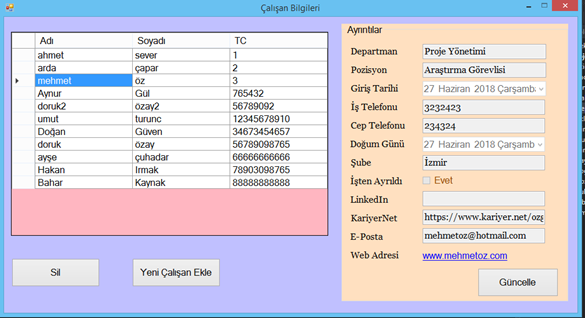 Çalışan Bilgileri
Adı Soyadı TC
ahmet sever 1
arda çapar 2
mehmet öz 3
Aynur Gül 765432
doruk2 özay2 56789092
umut turunc 12345678910
Doğan Güven 34673454657
doruk özay 56789098765
ayşe çuhadar 66666666666
Hakan Irmak 78903098765
Bahar Kaynak 88888888888
Sil
Yeni Çalışan Ekle
Ayrıntılar
Departman Proje Yönetimi
Pozisyon Araştırma Görevlisi
Giriş Tarihi 27 Haziran 2018 Çarşamb
İş Telefonu 3232423
Cep Telefonu 234324
Doğum Günü 27 Haziran 2018 Çarşamb
Şube İzmir
İşten Ayrıldı Evet
LinkedIn
KariyerNet https://www.kariyer.net/ozg
E-Posta mehmetoz@hotmail.com
Web Adresi www.mehmetoz.com
Güncelle